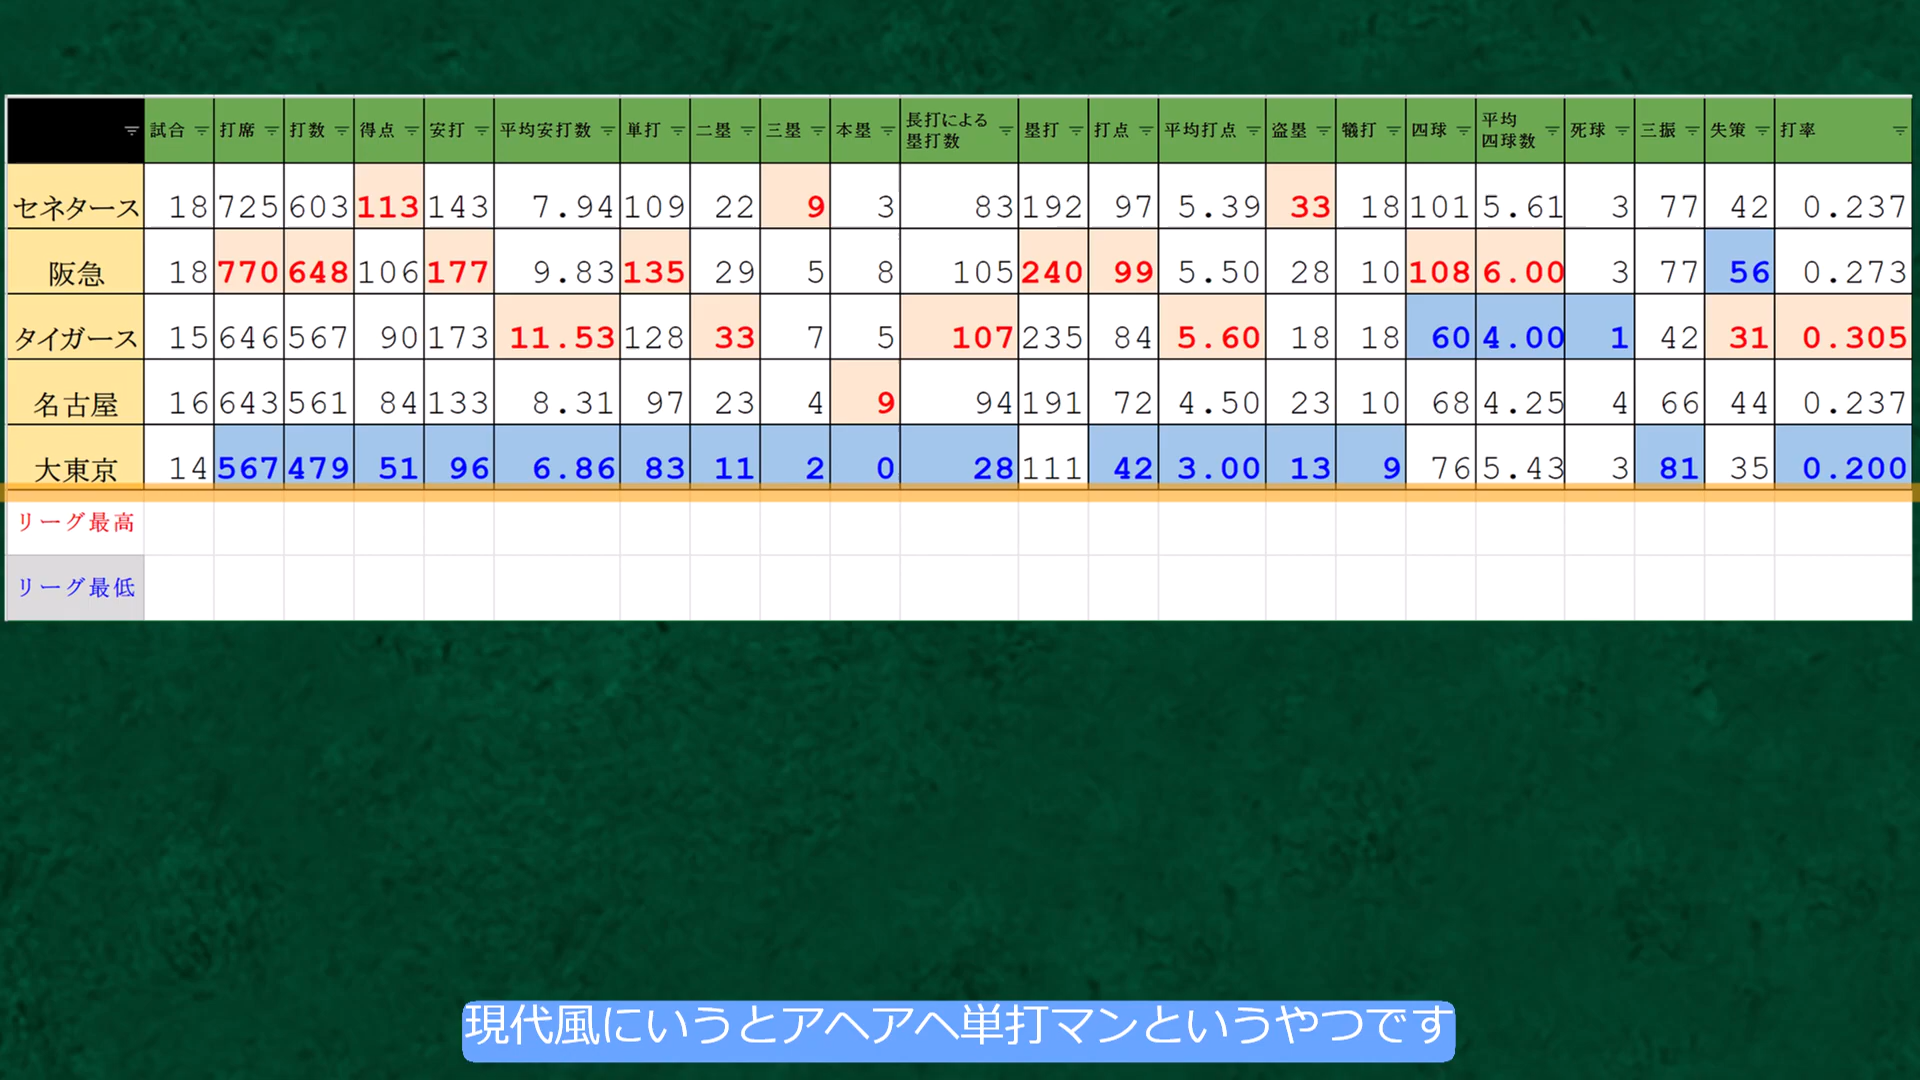 試合 打席 打数 得点 安打 平均安打数 単打 二塁 三塁 本塁 長打による塁打数 塁打 打点 平均打点 盗塁 犠打 四球 平均四球数 死球 三振 失策 打率
セネタース 18 725 603 113 143 7.94 109 22 9 3 83 192 97 5.39 33 18 101 5.61 3 77 42 0.237
阪急 18 770 648 106 177 9.83 135 29 5 8 105 240 99 5.50 28 10 108 6.00 3 77 56 0.273
タイガース 15 646 567 90 173 11.53 128 33 7 5 107 235 84 5.60 18 18 60 4.00 1 42 31 0.305
名古屋 16 643 561 84 133 8.31 97 23 4 9 94 191 72 4.50 23 10 68 4.25 4 66 44 0.237
大東京 14 567 479 51 96 6.86 83 11 2 0 28 111 42 3.00 13 9 76 5.43 3 81 35 0.200
リーグ最高
リーグ最低
現代風にいうとアヘアヘ単打マンというやつです